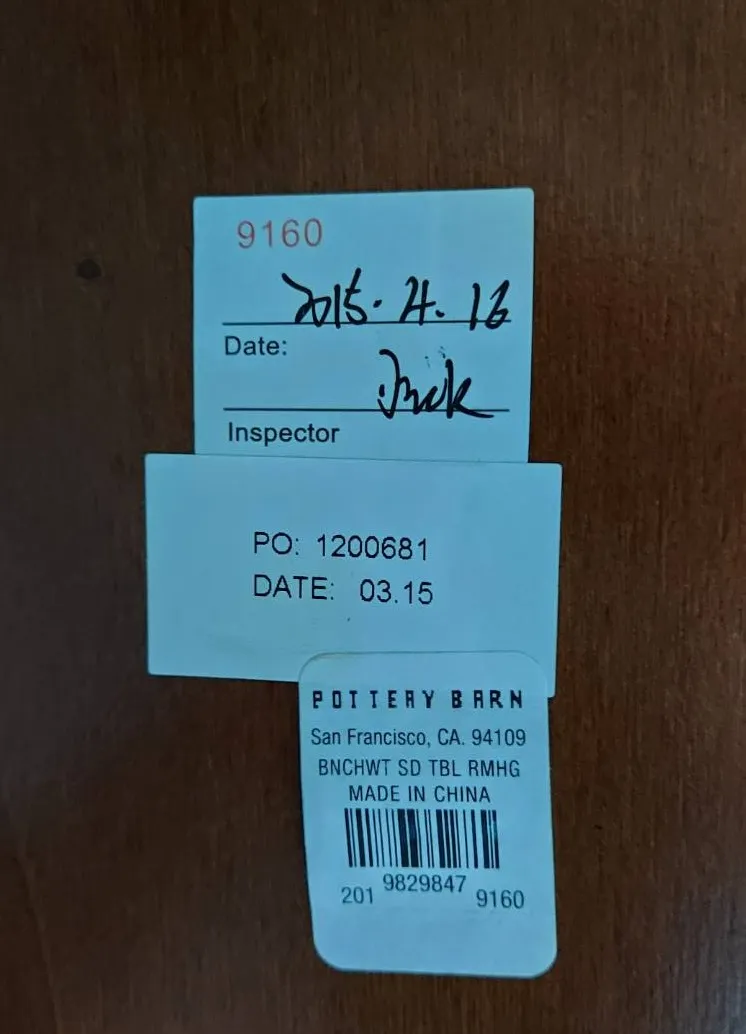 9160
2015.4.16
Date:
Jack
Inspector
PO: 1200681
DATE: 03.15
POTTERY BARN
San Francisco, CA. 94109
BNCHWT SD TBL RMHG
MADE IN CHINA
201 9829847 9160